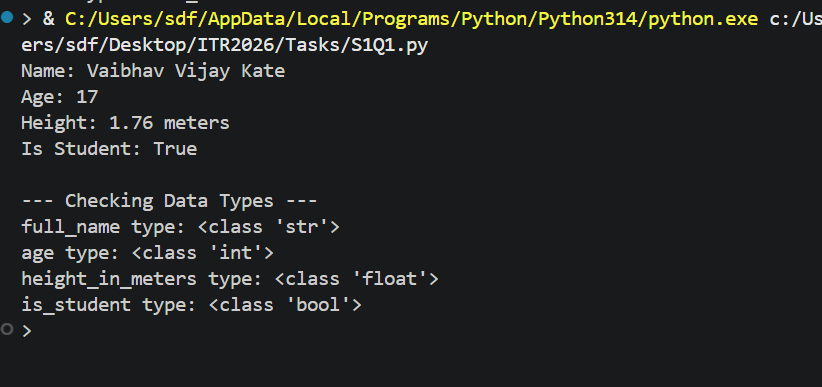 > & C:/Users/sdf/AppData/Local/Programs/Python/Python314/python.exe c:/Us
ers/sdf/Desktop/ITR2026/Tasks/S1Q1.py
Name: Vaibhav Vijay Kate
Age: 17
Height: 1.76 meters
Is Student: True

--- Checking Data Types ---
full_name type: <class 'str'>
age type: <class 'int'>
height_in_meters type: <class 'float'>
is_student type: <class 'bool'>
>